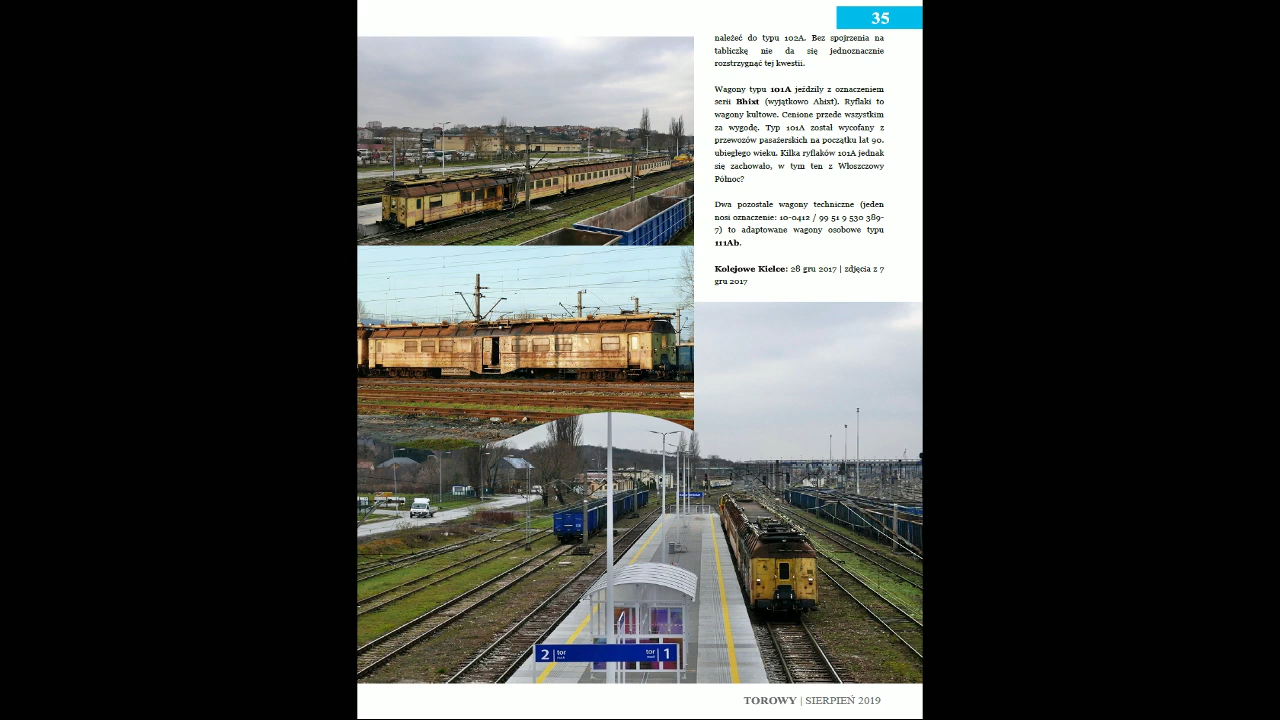 35
należeć do typu 102A. Bez spojrzenia na
tabliczkę nie da się jednoznacznie
rozstrzygnąć tej kwestii.
Wagony typu 101A jeździły z oznaczeniem
serii Bhixt (wyjątkowo Ahixt). Ryflaki to
wagony kultowe. Cenione przede wszystkim
za wygodę. Typ 101A został wycofany z
przewozów pasażerskich na początku lat 90.
ubiegłego wieku. Kilka ryflaków 101A jednak
się zachowało, w tym ten z Włoszczowy
Północ?
Dwa pozostałe wagony techniczne (jeden
nosi oznaczenie: 10-0412 / 99 51 9 530 389-
7) to adaptowane wagony osobowe typu
111Ab.
Kolejowe Kielce: 28 gru 2017 | zdjęcia z 7
gru 2017
2 tor tor 1
TOROWY | SIERPIEŃ 2019